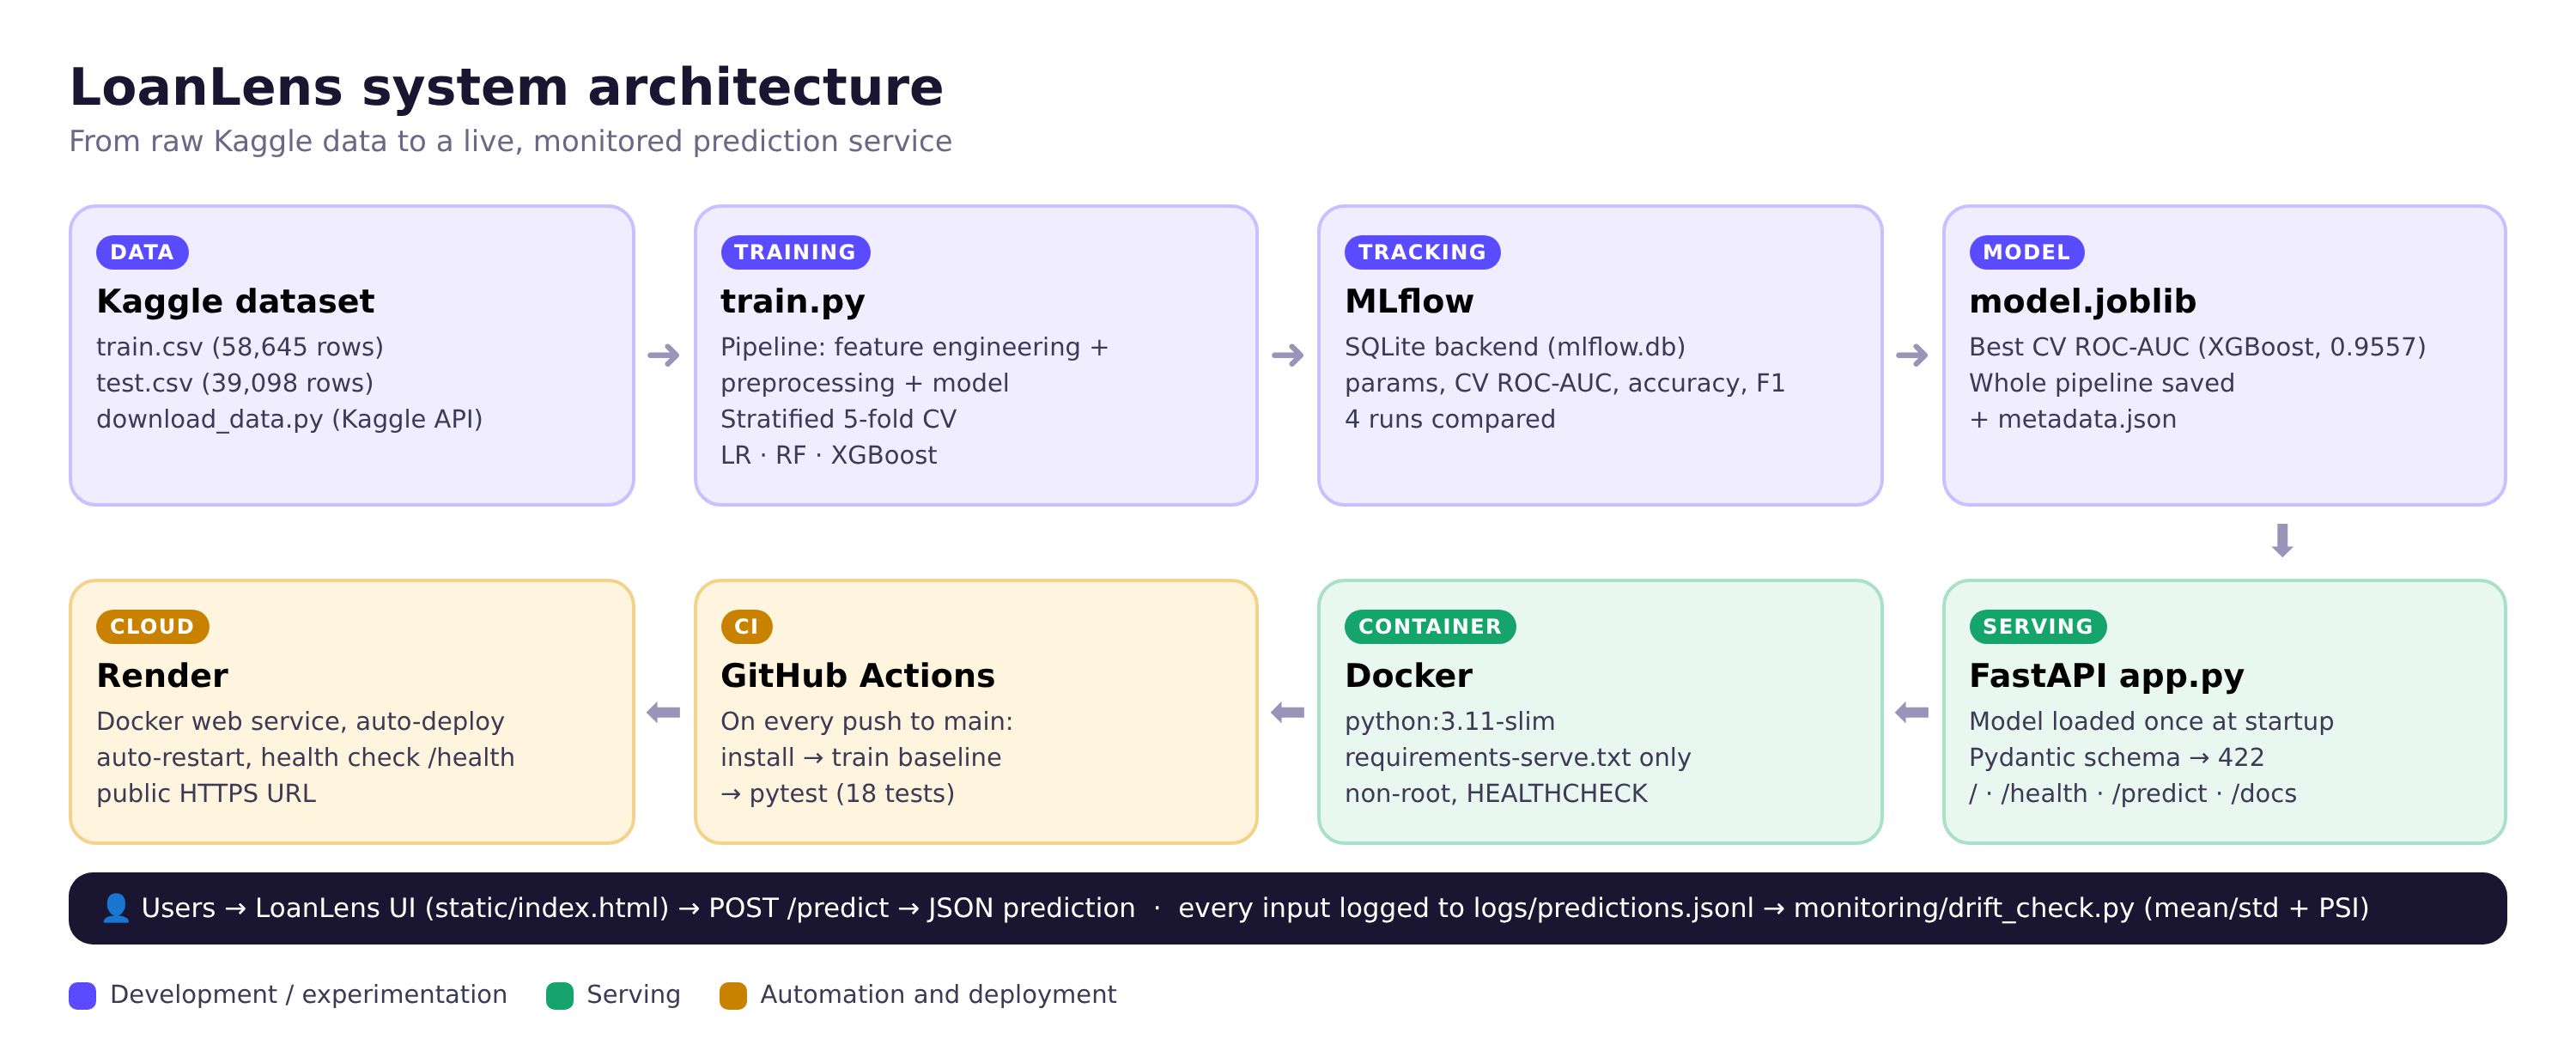 LoanLens system architecture
From raw Kaggle data to a live, monitored prediction service
DATA
Kaggle dataset
train.csv (58,645 rows)
test.csv (39,098 rows)
download_data.py (Kaggle API)
TRAINING
train.py
Pipeline: feature engineering +
preprocessing + model
Stratified 5-fold CV
LR · RF · XGBoost
TRACKING
MLflow
SQLite backend (mlflow.db)
params, CV ROC-AUC, accuracy, F1
4 runs compared
MODEL
model.joblib
Best CV ROC-AUC (XGBoost, 0.9557)
Whole pipeline saved
+ metadata.json
CLOUD
Render
Docker web service, auto-deploy
auto-restart, health check /health
public HTTPS URL
CI
GitHub Actions
On every push to main:
install → train baseline
→ pytest (18 tests)
CONTAINER
Docker
python:3.11-slim
requirements-serve.txt only
non-root, HEALTHCHECK
SERVING
FastAPI app.py
Model loaded once at startup
Pydantic schema → 422
/ · /health · /predict · /docs
👤 Users → LoanLens UI (static/index.html) → POST /predict → JSON prediction · every input logged to logs/predictions.jsonl → monitoring/drift_check.py (mean/std + PSI)
Development / experimentation
Serving
Automation and deployment